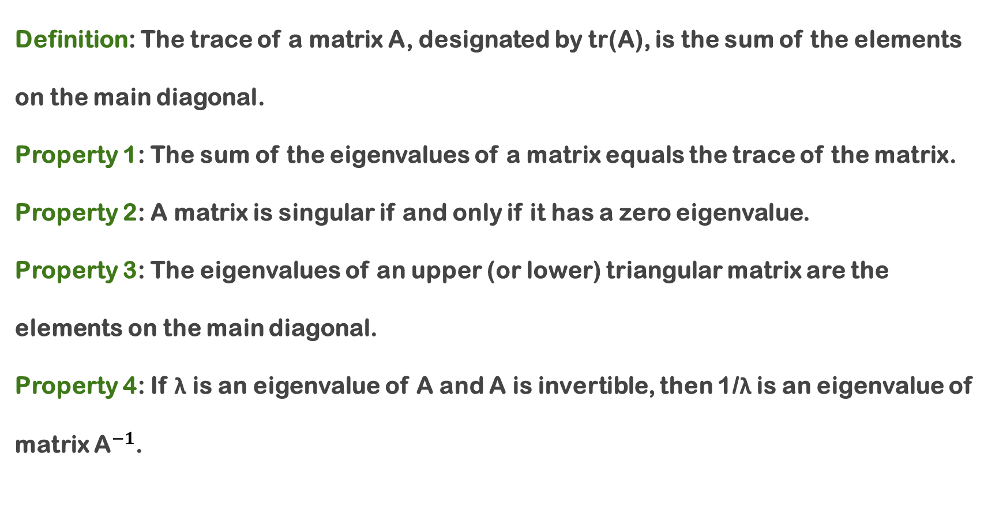 Definition: The trace of a matrix A, designated by tr(A), is the sum of the elements
on the main diagonal.
Property 1: The sum of the eigenvalues of a matrix equals the trace of the matrix.
Property 2: A matrix is singular if and only if it has a zero eigenvalue.
Property 3: The eigenvalues of an upper (or lower) triangular matrix are the
elements on the main diagonal.
Property 4: If λ is an eigenvalue of A and A is invertible, then 1/λ is an eigenvalue of
matrix A⁻¹.